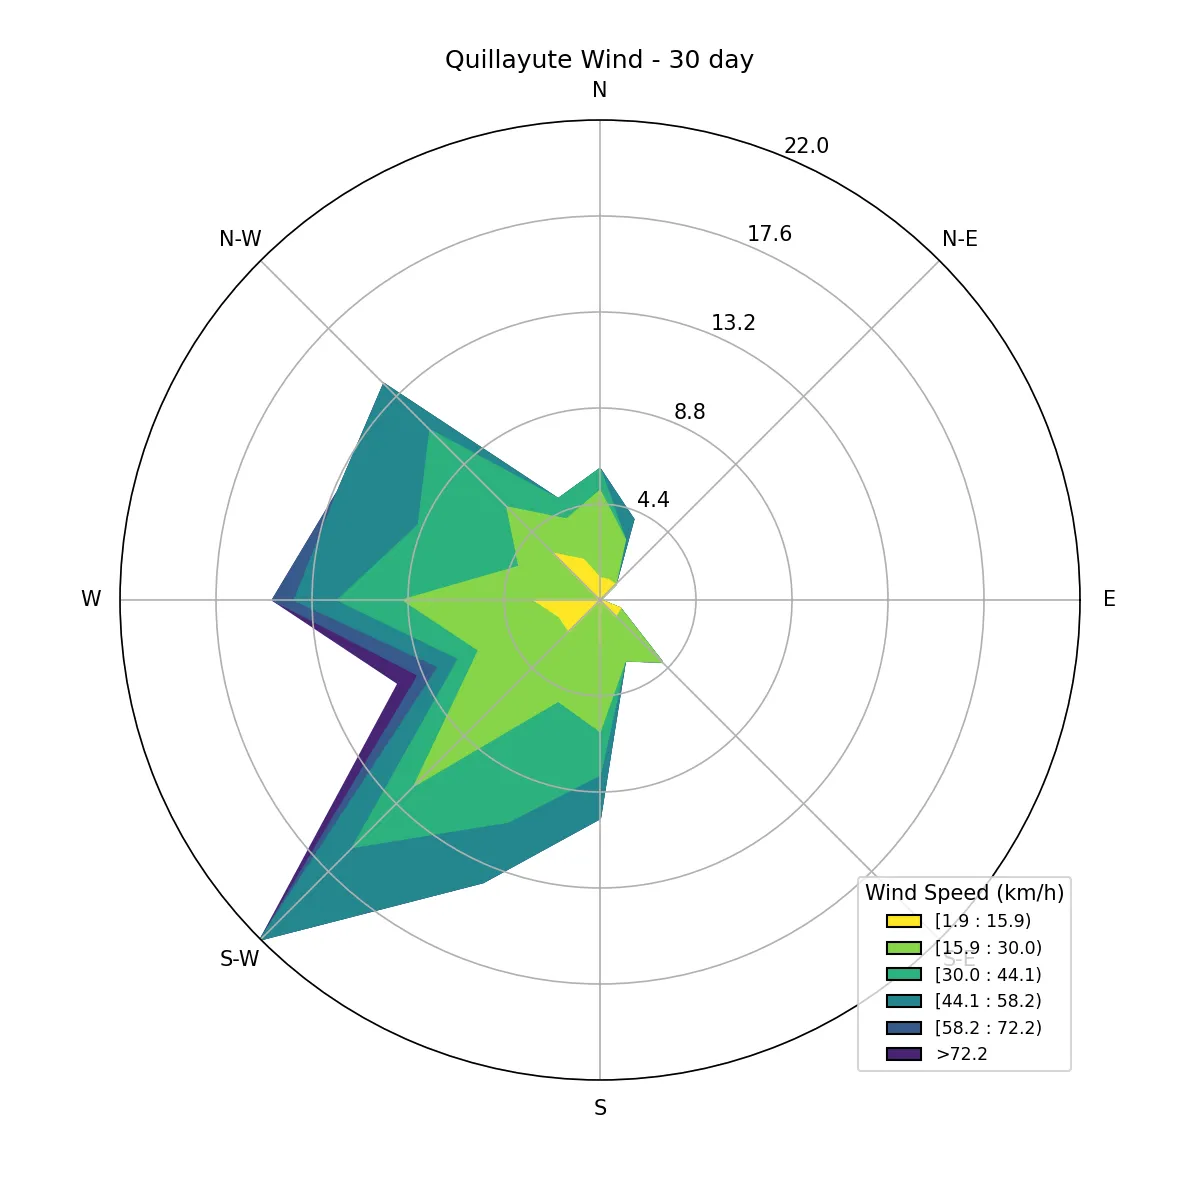 Quillayute Wind - 30 day
N
22.0
N-W
N-E
17.6
13.2
8.8
4.4
W
E
S-W
S-E
S
Wind Speed (km/h)
[1.9 : 15.9)
[15.9 : 30.0)
[30.0 : 44.1)
[44.1 : 58.2)
[58.2 : 72.2)
>72.2